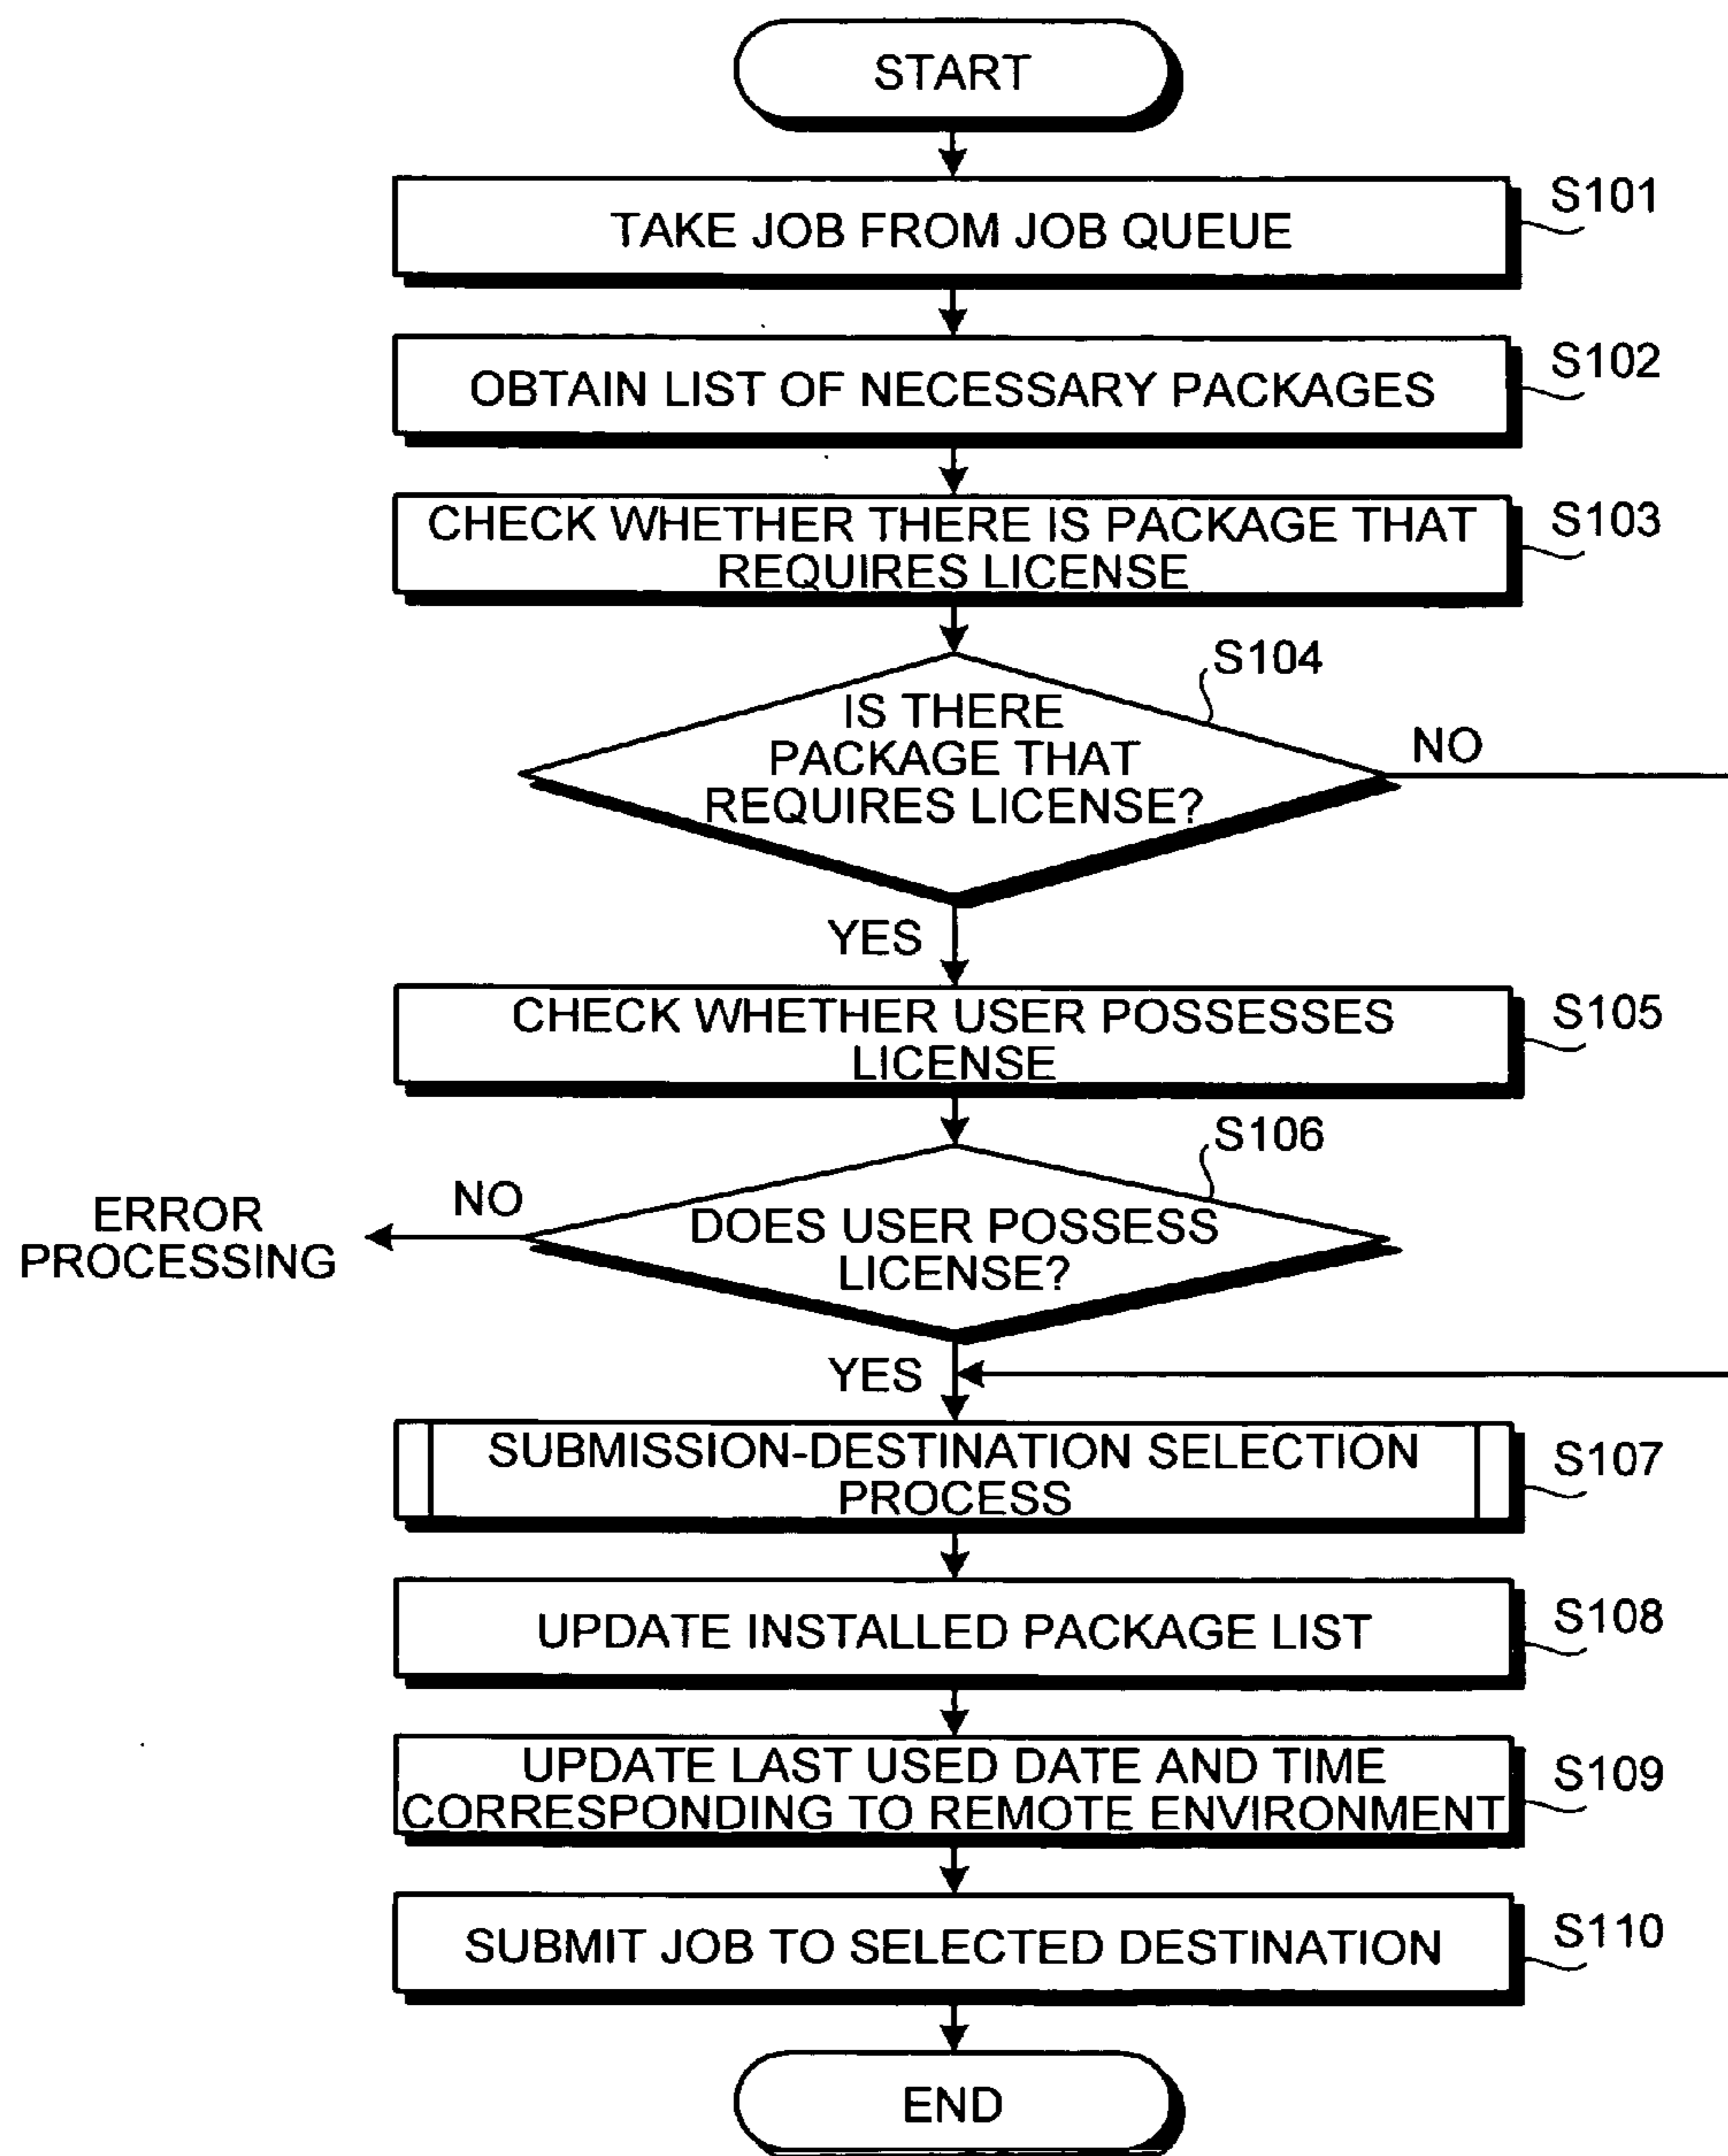 START
TAKE JOB FROM JOB QUEUE
S101
OBTAIN LIST OF NECESSARY PACKAGES
S102
CHECK WHETHER THERE IS PACKAGE THAT
REQUIRES LICENSE
S103
S104
IS THERE
PACKAGE THAT
REQUIRES LICENSE?
NO
YES
CHECK WHETHER USER POSSESSES
LICENSE
S105
S106
DOES USER POSSESS
LICENSE?
NO
ERROR
PROCESSING
YES
SUBMISSION-DESTINATION SELECTION
PROCESS
S107
UPDATE INSTALLED PACKAGE LIST
S108
UPDATE LAST USED DATE AND TIME
CORRESPONDING TO REMOTE ENVIRONMENT
S109
SUBMIT JOB TO SELECTED DESTINATION
S110
END